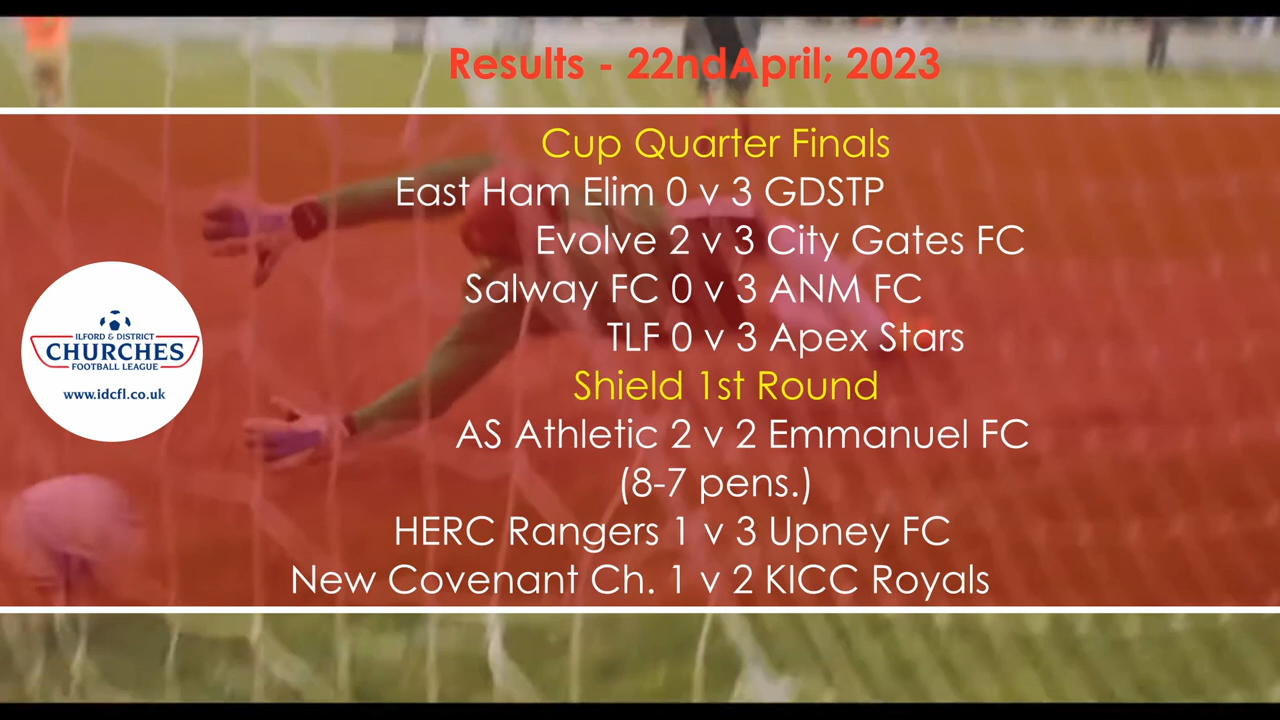 Results - 22ndApril; 2023
Cup Quarter Finals
East Ham Elim 0 v 3 GDSTP
Evolve 2 v 3 City Gates FC
Salway FC 0 v 3 ANM FC
TLF 0 v 3 Apex Stars
Shield 1st Round
AS Athletic 2 v 2 Emmanuel FC
(8-7 pens.)
HERC Rangers 1 v 3 Upney FC
New Covenant Ch. 1 v 2 KICC Royals
ILFORD & DISTRICT
CHURCHES
FOOTBALL LEAGUE
www.idcfl.co.uk